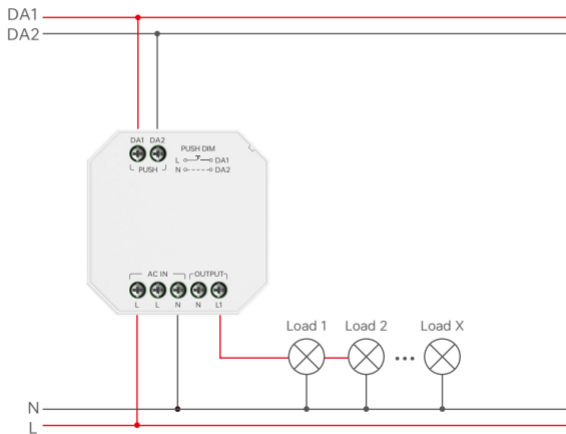 DA1
DA2
DA1 DA2
PUSH
PUSH DIM
L DA1
N DA2
AC IN OUTPUT
L L N N L1
Load 1 Load 2 ••• Load X
N
L